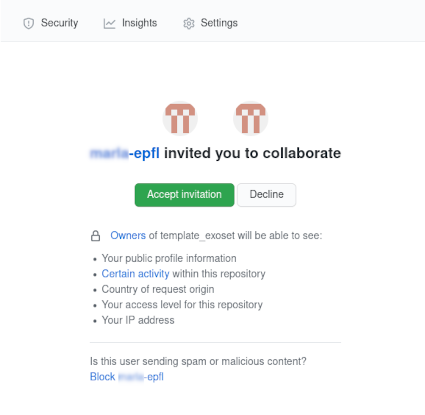 Security Insights Settings
-epfl invited you to collaborate
Accept invitation Decline
Owners of template_exoset will be able to see:
• Your public profile information
• Certain activity within this repository
• Country of request origin
• Your access level for this repository
• Your IP address
Is this user sending spam or malicious content?
Block -epfl